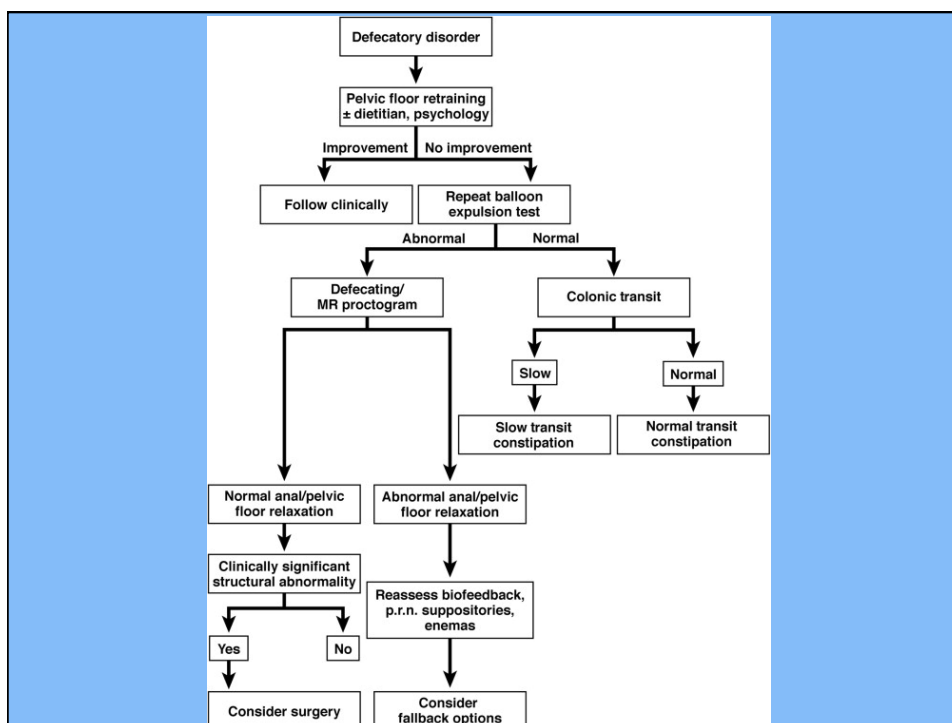 Defecatory disorder
Pelvic floor retraining
± dietitian, psychology
Improvement
No improvement
Follow clinically
Repeat balloon
expulsion test
Abnormal
Normal
Defecating/
MR proctogram
Colonic transit
Slow
Normal
Slow transit
constipation
Normal transit
constipation
Normal anal/pelvic
floor relaxation
Abnormal anal/pelvic
floor relaxation
Clinically significant
structural abnormality
Reassess biofeedback,
p.r.n. suppositories,
enemas
Yes
No
Consider surgery
Consider
fallback options